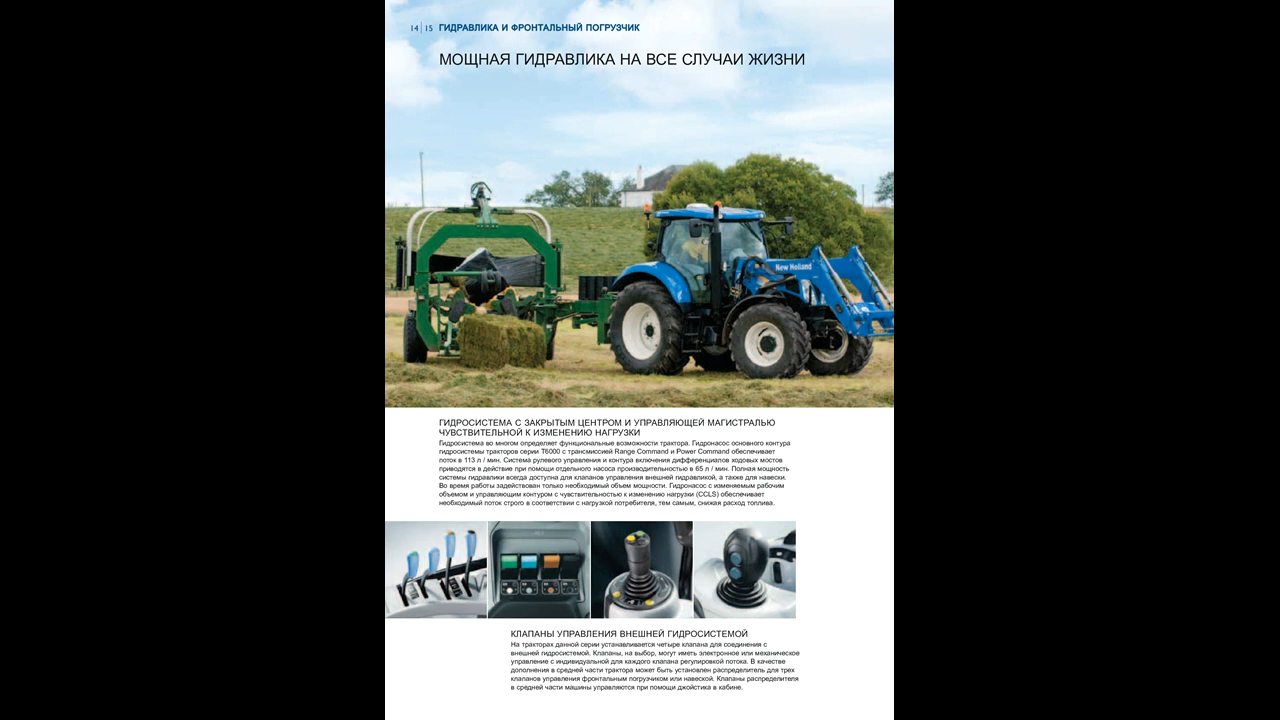 14 | 15 ГИДРАВЛИКА И ФРОНТАЛЬНЫЙ ПОГРУЗЧИК
МОЩНАЯ ГИДРАВЛИКА НА ВСЕ СЛУЧАИ ЖИЗНИ
New Holland
ГИДРОСИСТЕМА С ЗАКРЫТЫМ ЦЕНТРОМ И УПРАВЛЯЮЩЕЙ МАГИСТРАЛЬЮ
ЧУВСТВИТЕЛЬНОЙ К ИЗМЕНЕНИЮ НАГРУЗКИ
Гидросистема во многом определяет функциональные возможности трактора. Гидронасос основного контура
гидросистемы тракторов серии T6000 с трансмиссией Range Command и Power Command обеспечивает
поток в 113 л / мин. Система рулевого управления и контура включения дифференциалов ходовых мостов
приводятся в действие при помощи отдельного насоса производительностью в 65 л / мин. Полная мощность
системы гидравлики всегда доступна для клапанов управления внешней гидравликой, а также для навески.
Во время работы задействован только необходимый объем мощности. Гидронасос с изменяемым рабочим
объемом и управляющим контуром с чувствительностью к изменению нагрузки (CCLS) обеспечивает
необходимый поток строго в соответствии с нагрузкой потребителя, тем самым, снижая расход топлива.
КЛАПАНЫ УПРАВЛЕНИЯ ВНЕШНЕЙ ГИДРОСИСТЕМОЙ
На тракторах данной серии устанавливается четыре клапана для соединения с
внешней гидросистемой. Клапаны, на выбор, могут иметь электронное или механическое
управление с индивидуальной для каждого клапана регулировкой потока. В качестве
дополнения в средней части трактора может быть установлен распределитель для трех
клапанов управления фронтальным погрузчиком или навеской. Клапаны распределителя
в средней части машины управляются при помощи джойстика в кабине.